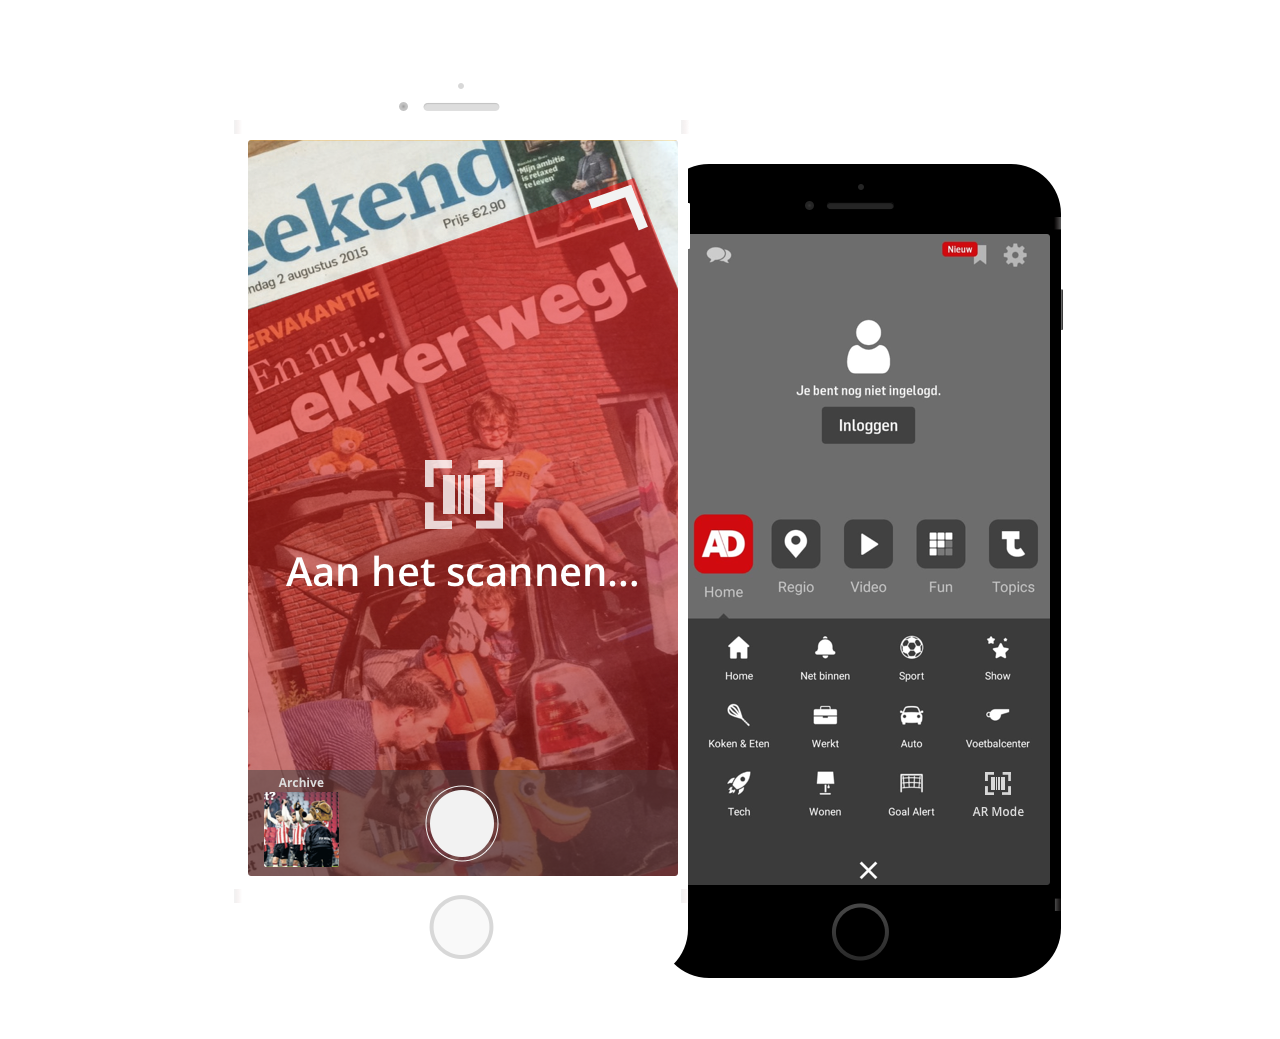 eekend
"Mijn ambitie
is relaxed
te leven"
Prijs €2,90
ndag 2 augustus 2015
ERVAKANTIE
En nu...
Lekker weg!
Aan het scannen...
Archive
t?
Nieuw
Je bent nog niet ingelogd.
Inloggen
AD
Home
Regio
Video
Fun
Topics
Home
Net binnen
Sport
Show
Koken & Eten
Werkt
Auto
Voetbalcenter
Tech
Wonen
Goal Alert
AR Mode